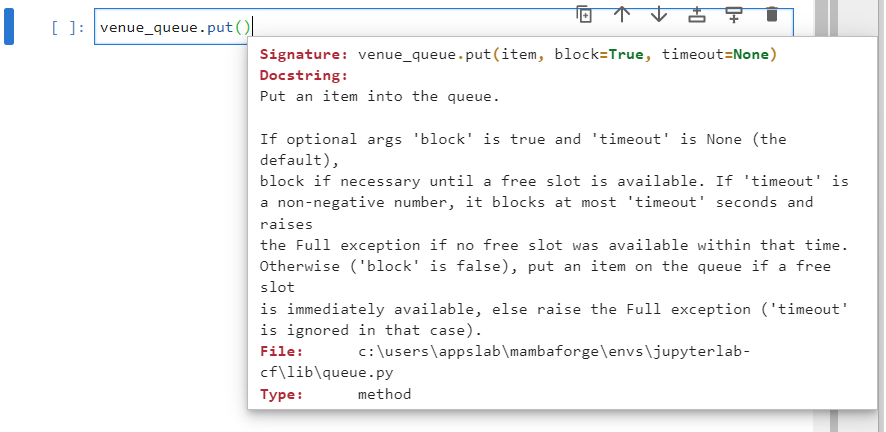 [ ]: venue_queue.put()
Signature: venue_queue.put(item, block=True, timeout=None)
Docstring:
Put an item into the queue.
If optional args 'block' is true and 'timeout' is None (the
default),
block if necessary until a free slot is available. If 'timeout' is
a non-negative number, it blocks at most 'timeout' seconds and
raises
the Full exception if no free slot was available within that time.
Otherwise ('block' is false), put an item on the queue if a free
slot
is immediately available, else raise the Full exception ('timeout'
is ignored in that case).
File: c:\users\appslab\mambaforge\envs\jupyterlab-
cf\lib\queue.py
Type: method